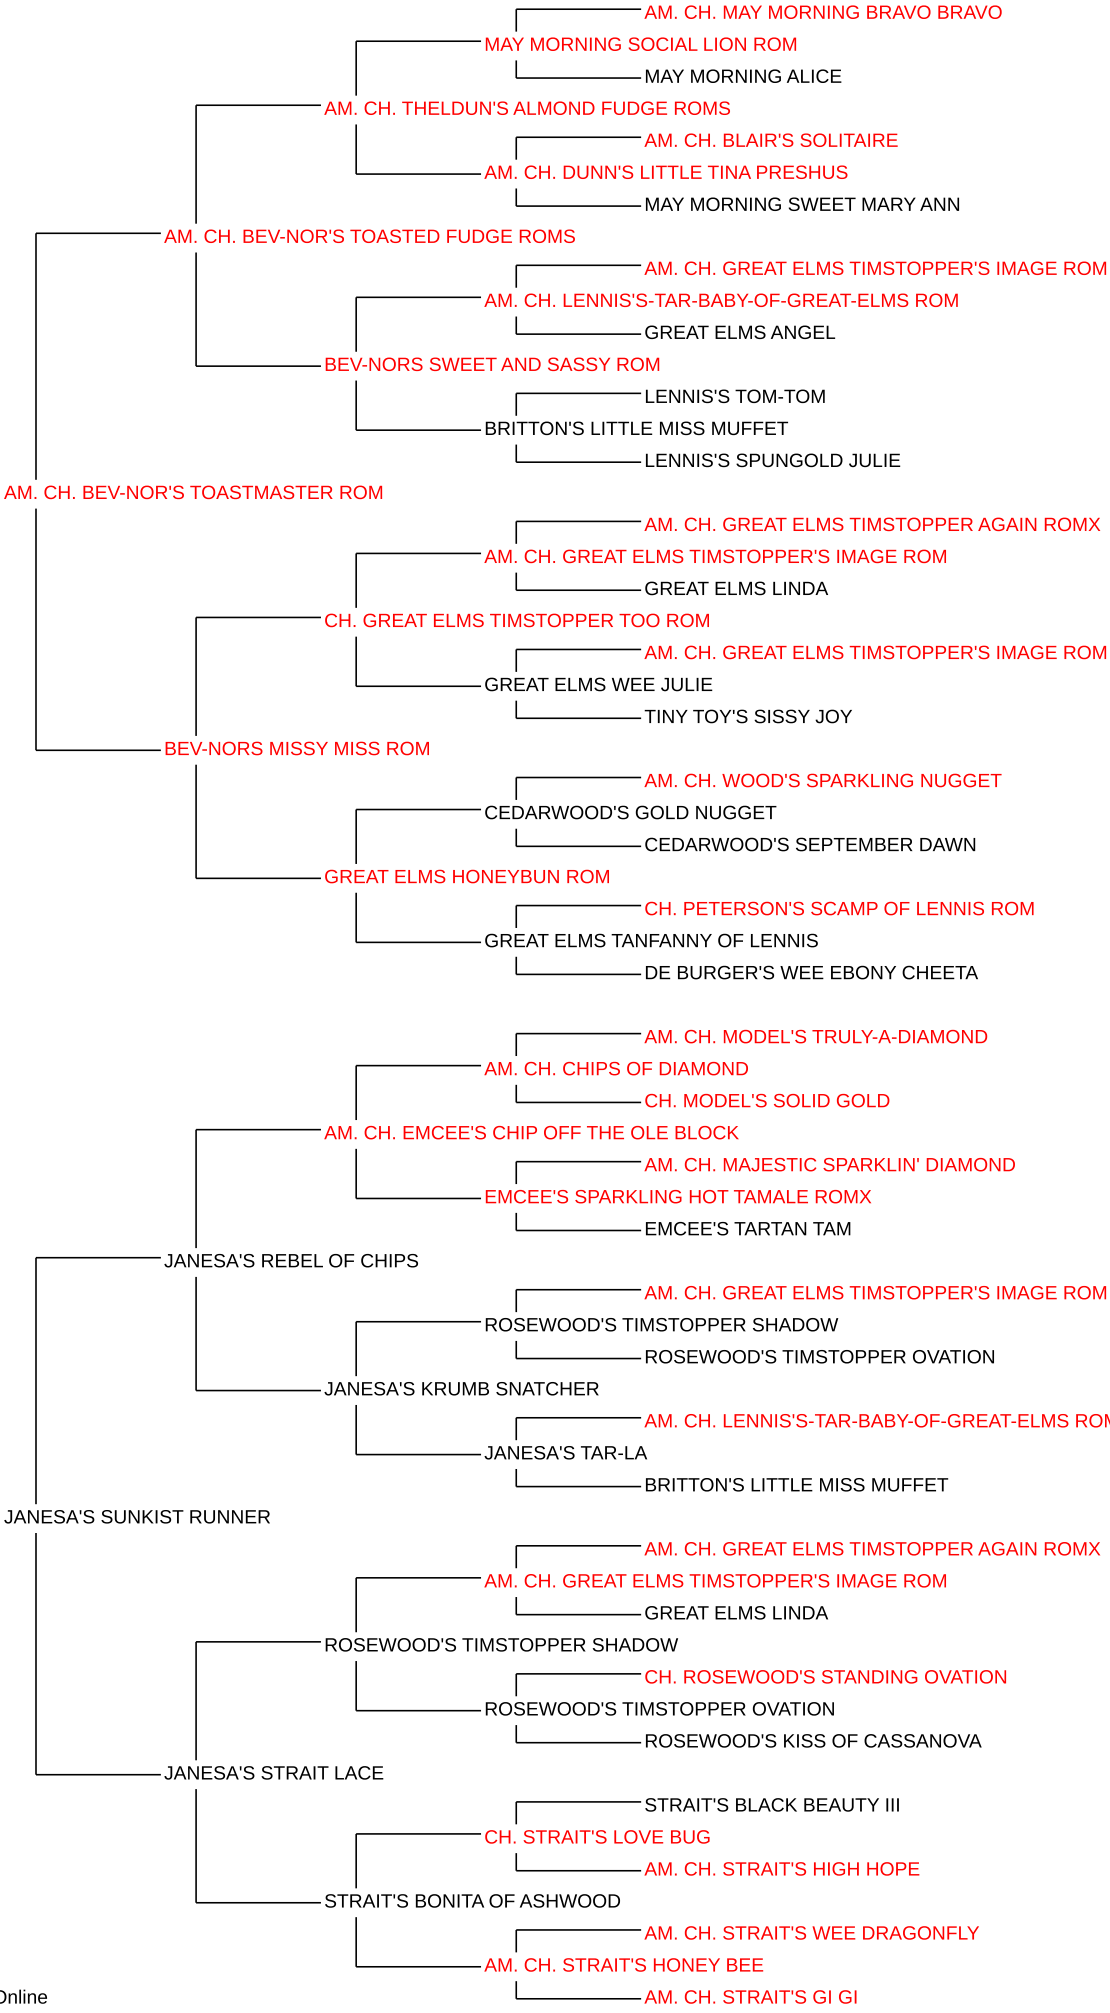 AM. CH. MAY MORNING BRAVO BRAVO
MAY MORNING SOCIAL LION ROM
MAY MORNING ALICE
AM. CH. THELDUN'S ALMOND FUDGE ROMS
AM. CH. BLAIR'S SOLITAIRE
AM. CH. DUNN'S LITTLE TINA PRESHUS
MAY MORNING SWEET MARY ANN
AM. CH. BEV-NOR'S TOASTED FUDGE ROMS
AM. CH. GREAT ELMS TIMSTOPPER'S IMAGE ROM
AM. CH. LENNIS'S-TAR-BABY-OF-GREAT-ELMS ROM
GREAT ELMS ANGEL
BEV-NORS SWEET AND SASSY ROM
LENNIS'S TOM-TOM
BRITTON'S LITTLE MISS MUFFET
LENNIS'S SPUNGOLD JULIE
AM. CH. BEV-NOR'S TOASTMASTER ROM
AM. CH. GREAT ELMS TIMSTOPPER AGAIN ROMX
AM. CH. GREAT ELMS TIMSTOPPER'S IMAGE ROM
GREAT ELMS LINDA
CH. GREAT ELMS TIMSTOPPER TOO ROM
AM. CH. GREAT ELMS TIMSTOPPER'S IMAGE ROM
GREAT ELMS WEE JULIE
TINY TOY'S SISSY JOY
BEV-NORS MISSY MISS ROM
AM. CH. WOOD'S SPARKLING NUGGET
CEDARWOOD'S GOLD NUGGET
CEDARWOOD'S SEPTEMBER DAWN
GREAT ELMS HONEYBUN ROM
CH. PETERSON'S SCAMP OF LENNIS ROM
GREAT ELMS TANFANNY OF LENNIS
DE BURGER'S WEE EBONY CHEETA
AM. CH. MODEL'S TRULY-A-DIAMOND
AM. CH. CHIPS OF DIAMOND
CH. MODEL'S SOLID GOLD
AM. CH. EMCEE'S CHIP OFF THE OLE BLOCK
AM. CH. MAJESTIC SPARKLIN' DIAMOND
EMCEE'S SPARKLING HOT TAMALE ROMX
EMCEE'S TARTAN TAM
JANESA'S REBEL OF CHIPS
AM. CH. GREAT ELMS TIMSTOPPER'S IMAGE ROM
ROSEWOOD'S TIMSTOPPER SHADOW
ROSEWOOD'S TIMSTOPPER OVATION
JANESA'S KRUMB SNATCHER
AM. CH. LENNIS'S-TAR-BABY-OF-GREAT-ELMS ROM
JANESA'S TAR-LA
BRITTON'S LITTLE MISS MUFFET
JANESA'S SUNKIST RUNNER
AM. CH. GREAT ELMS TIMSTOPPER AGAIN ROMX
AM. CH. GREAT ELMS TIMSTOPPER'S IMAGE ROM
GREAT ELMS LINDA
ROSEWOOD'S TIMSTOPPER SHADOW
CH. ROSEWOOD'S STANDING OVATION
ROSEWOOD'S TIMSTOPPER OVATION
ROSEWOOD'S KISS OF CASSANOVA
JANESA'S STRAIT LACE
STRAIT'S BLACK BEAUTY III
CH. STRAIT'S LOVE BUG
AM. CH. STRAIT'S HIGH HOPE
STRAIT'S BONITA OF ASHWOOD
AM. CH. STRAIT'S WEE DRAGONFLY
AM. CH. STRAIT'S HONEY BEE
AM. CH. STRAIT'S GI GI
Online